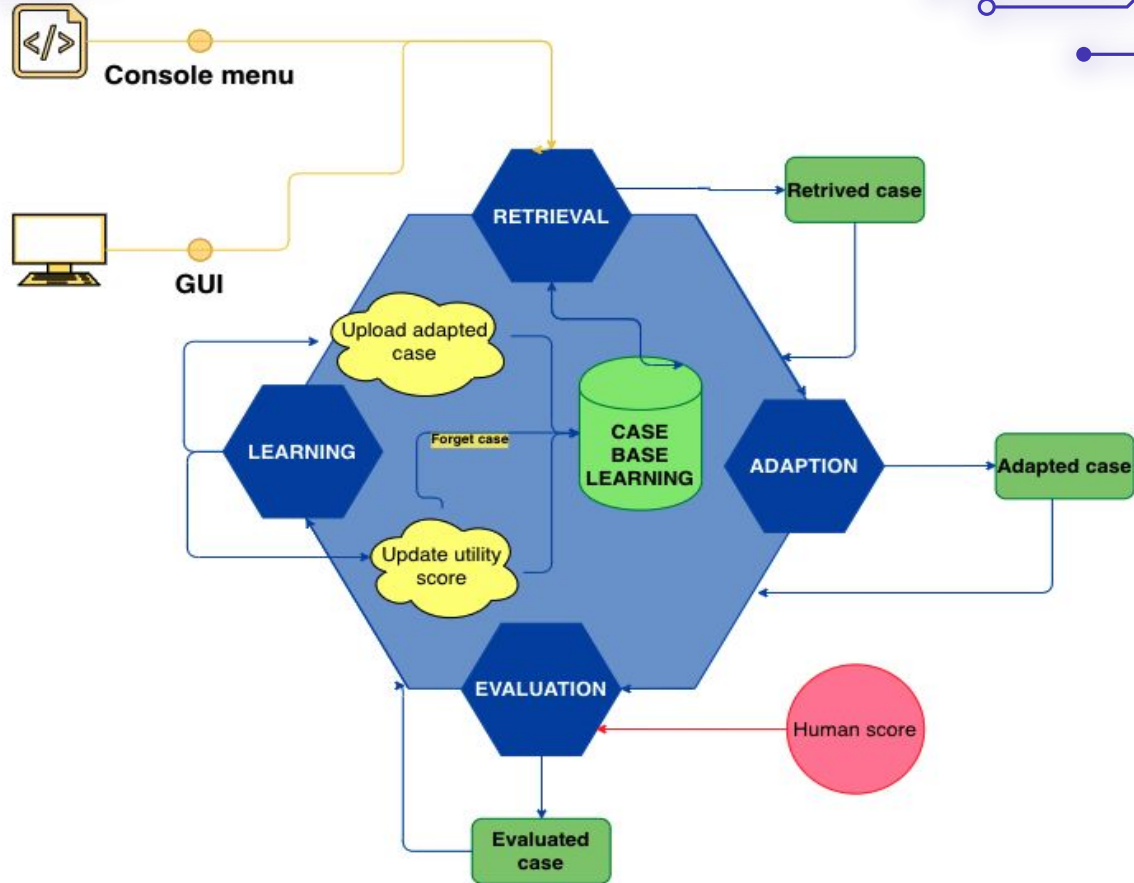 </>
Console menu
GUI
RETRIEVAL
Retrived case
Upload adapted
case
LEARNING
Forget case
CASE
BASE
LEARNING
ADAPTION
Adapted case
Update utility
score
EVALUATION
Human score
Evaluated
case